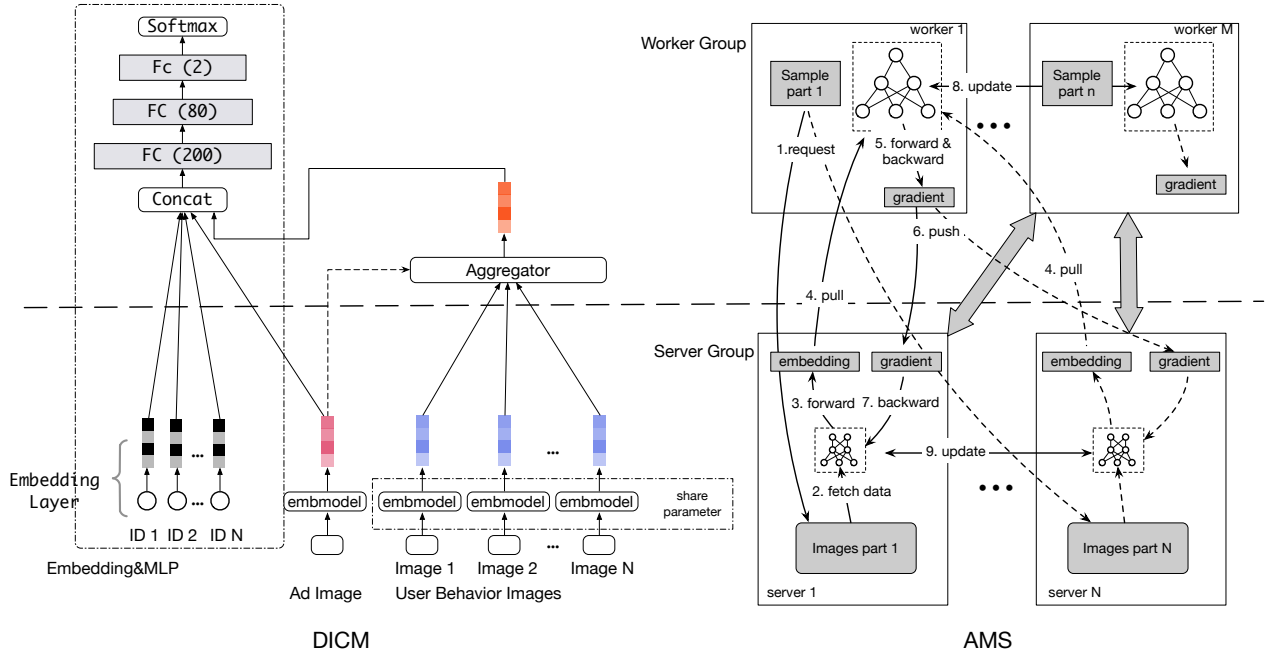 Softmax
Fc (2)
FC (80)
FC (200)
Concat
Aggregator
Embedding
Layer
...
...
ID 1
ID 2
ID N
Embedding&MLP
embmodel
embmodel
embmodel
embmodel
share
parameter
...
...
Ad Image
Image 1
Image 2
Image N
User Behavior Images
DICM
Worker Group
worker 1
Sample
part 1
1.request
5. forward &
backward
gradient
6. push
8. update
...
worker M
Sample
part n
gradient
4. pull
4. pull
Server Group
embedding
gradient
3. forward
7. backward
2. fetch data
Images part 1
server 1
9. update
...
embedding
gradient
Images part N
server N
AMS